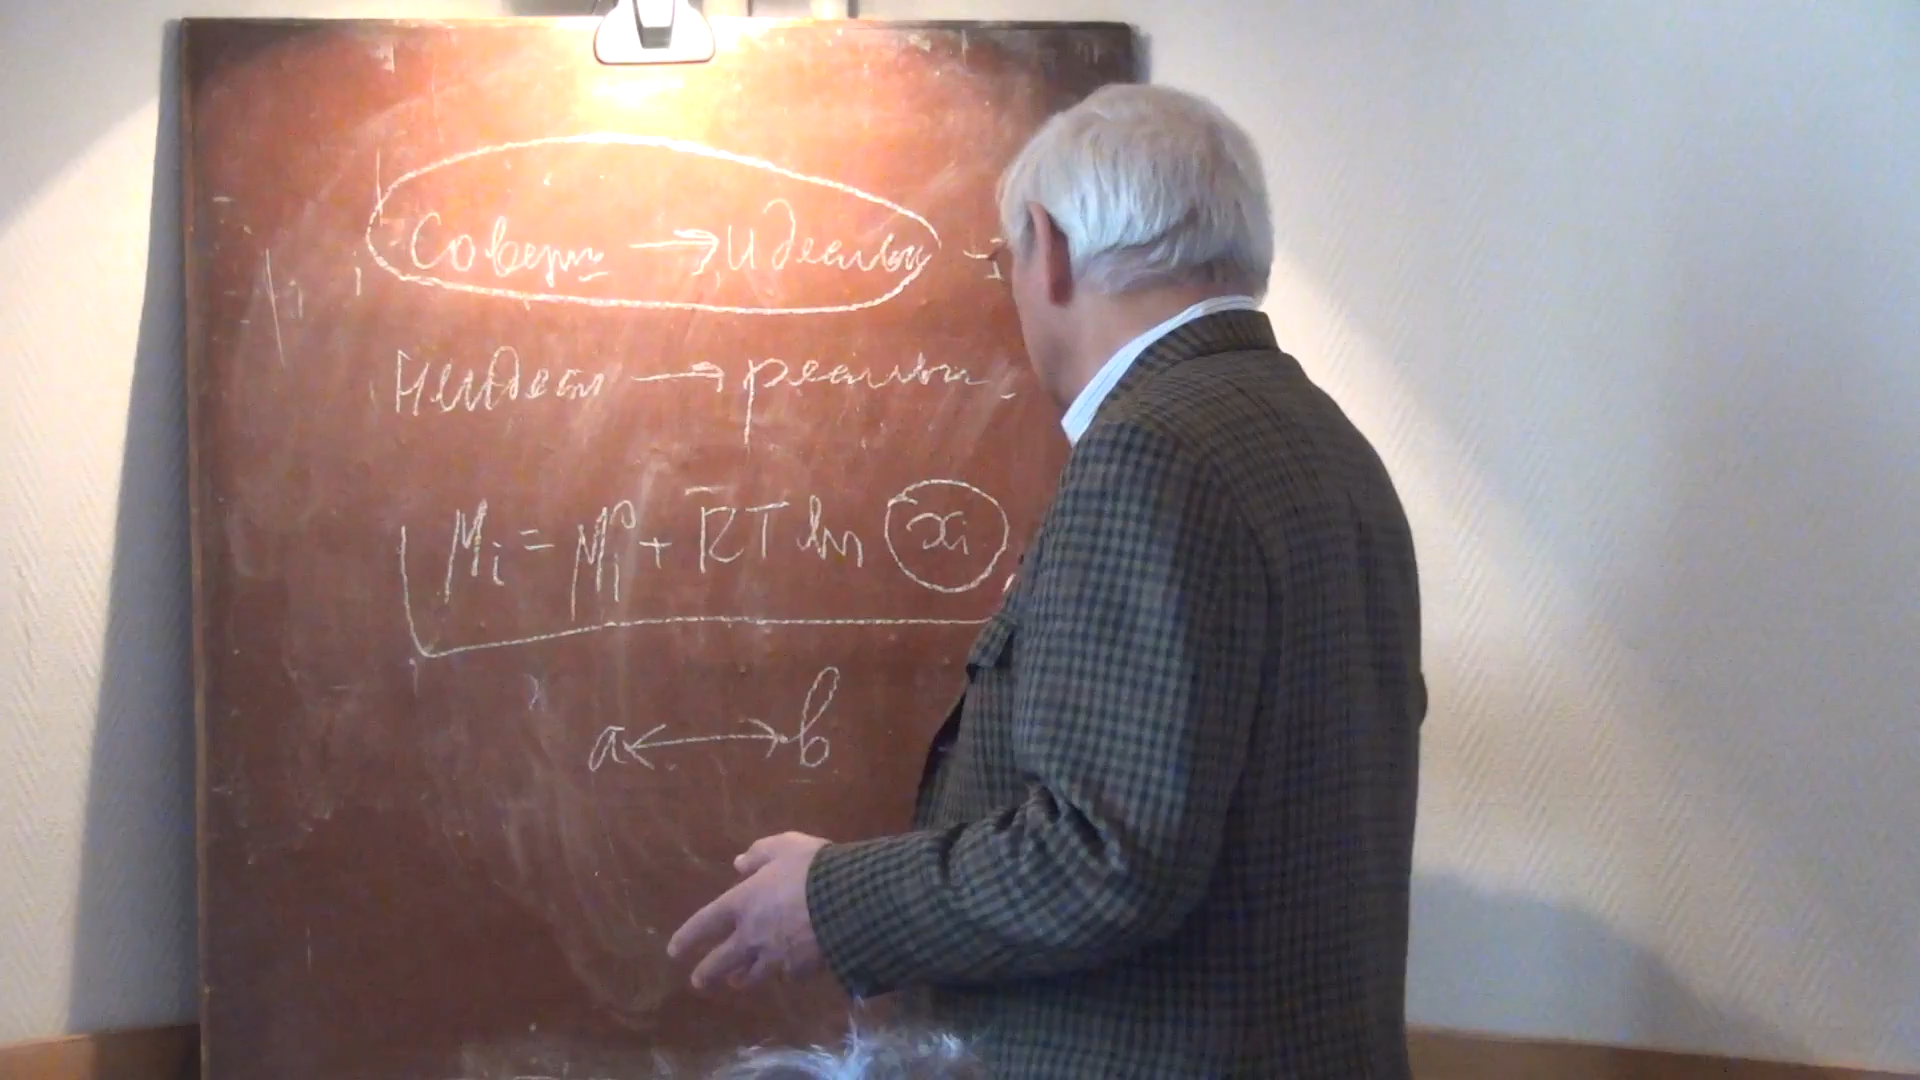 Соверш → идеальн
Неидеал → реальн
μi = μi° + RT ln xi
a ↔ b